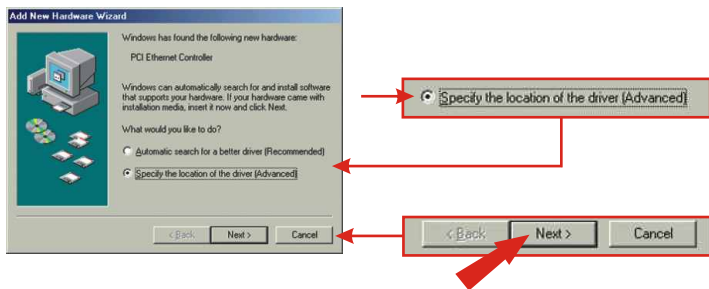 Add New Hardware Wizard
Windows has found the following new hardware:
PCI Ethernet Controller
Windows can automatically search for and install software
that supports your hardware. If your hardware came with
installation media, insert it now and click Next.
What would you like to do?
Automatic search for a better driver (Recommended)
Specify the location of the driver (Advanced)
< Back Next > Cancel
Specify the location of the driver (Advanced)
< Back Next > Cancel